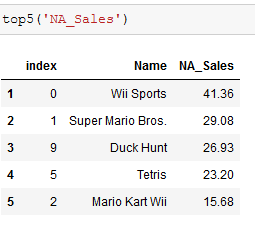 top5('NA_Sales')
index Name NA_Sales
1 0 Wii Sports 41.36
2 1 Super Mario Bros. 29.08
3 9 Duck Hunt 26.93
4 5 Tetris 23.20
5 2 Mario Kart Wii 15.68